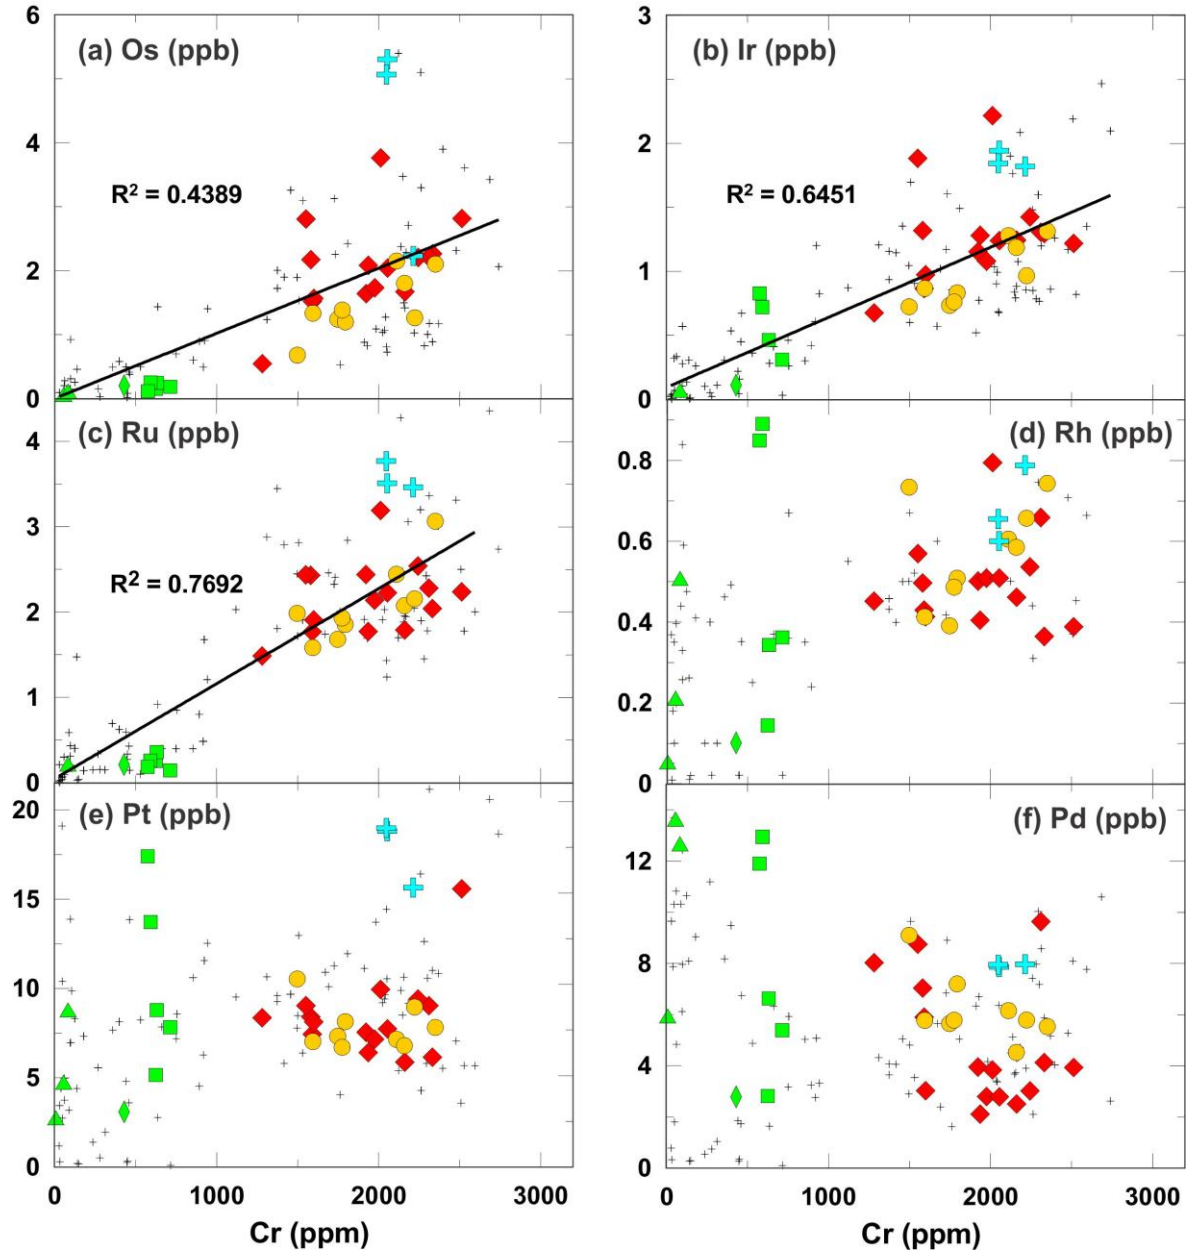 6
(a) Os (ppb)
4
R² = 0.4389
2
0
3
(b) Ir (ppb)
2
R² = 0.6451
1
0
4
(c) Ru (ppb)
3
R² = 0.7692
2
1
0
(d) Rh (ppb)
0.8
0.6
0.4
0.2
0
20
(e) Pt (ppb)
15
10
5
0
0 1000 2000 3000
Cr (ppm)
(f) Pd (ppb)
12
8
4
0
0 1000 2000 3000
Cr (ppm)